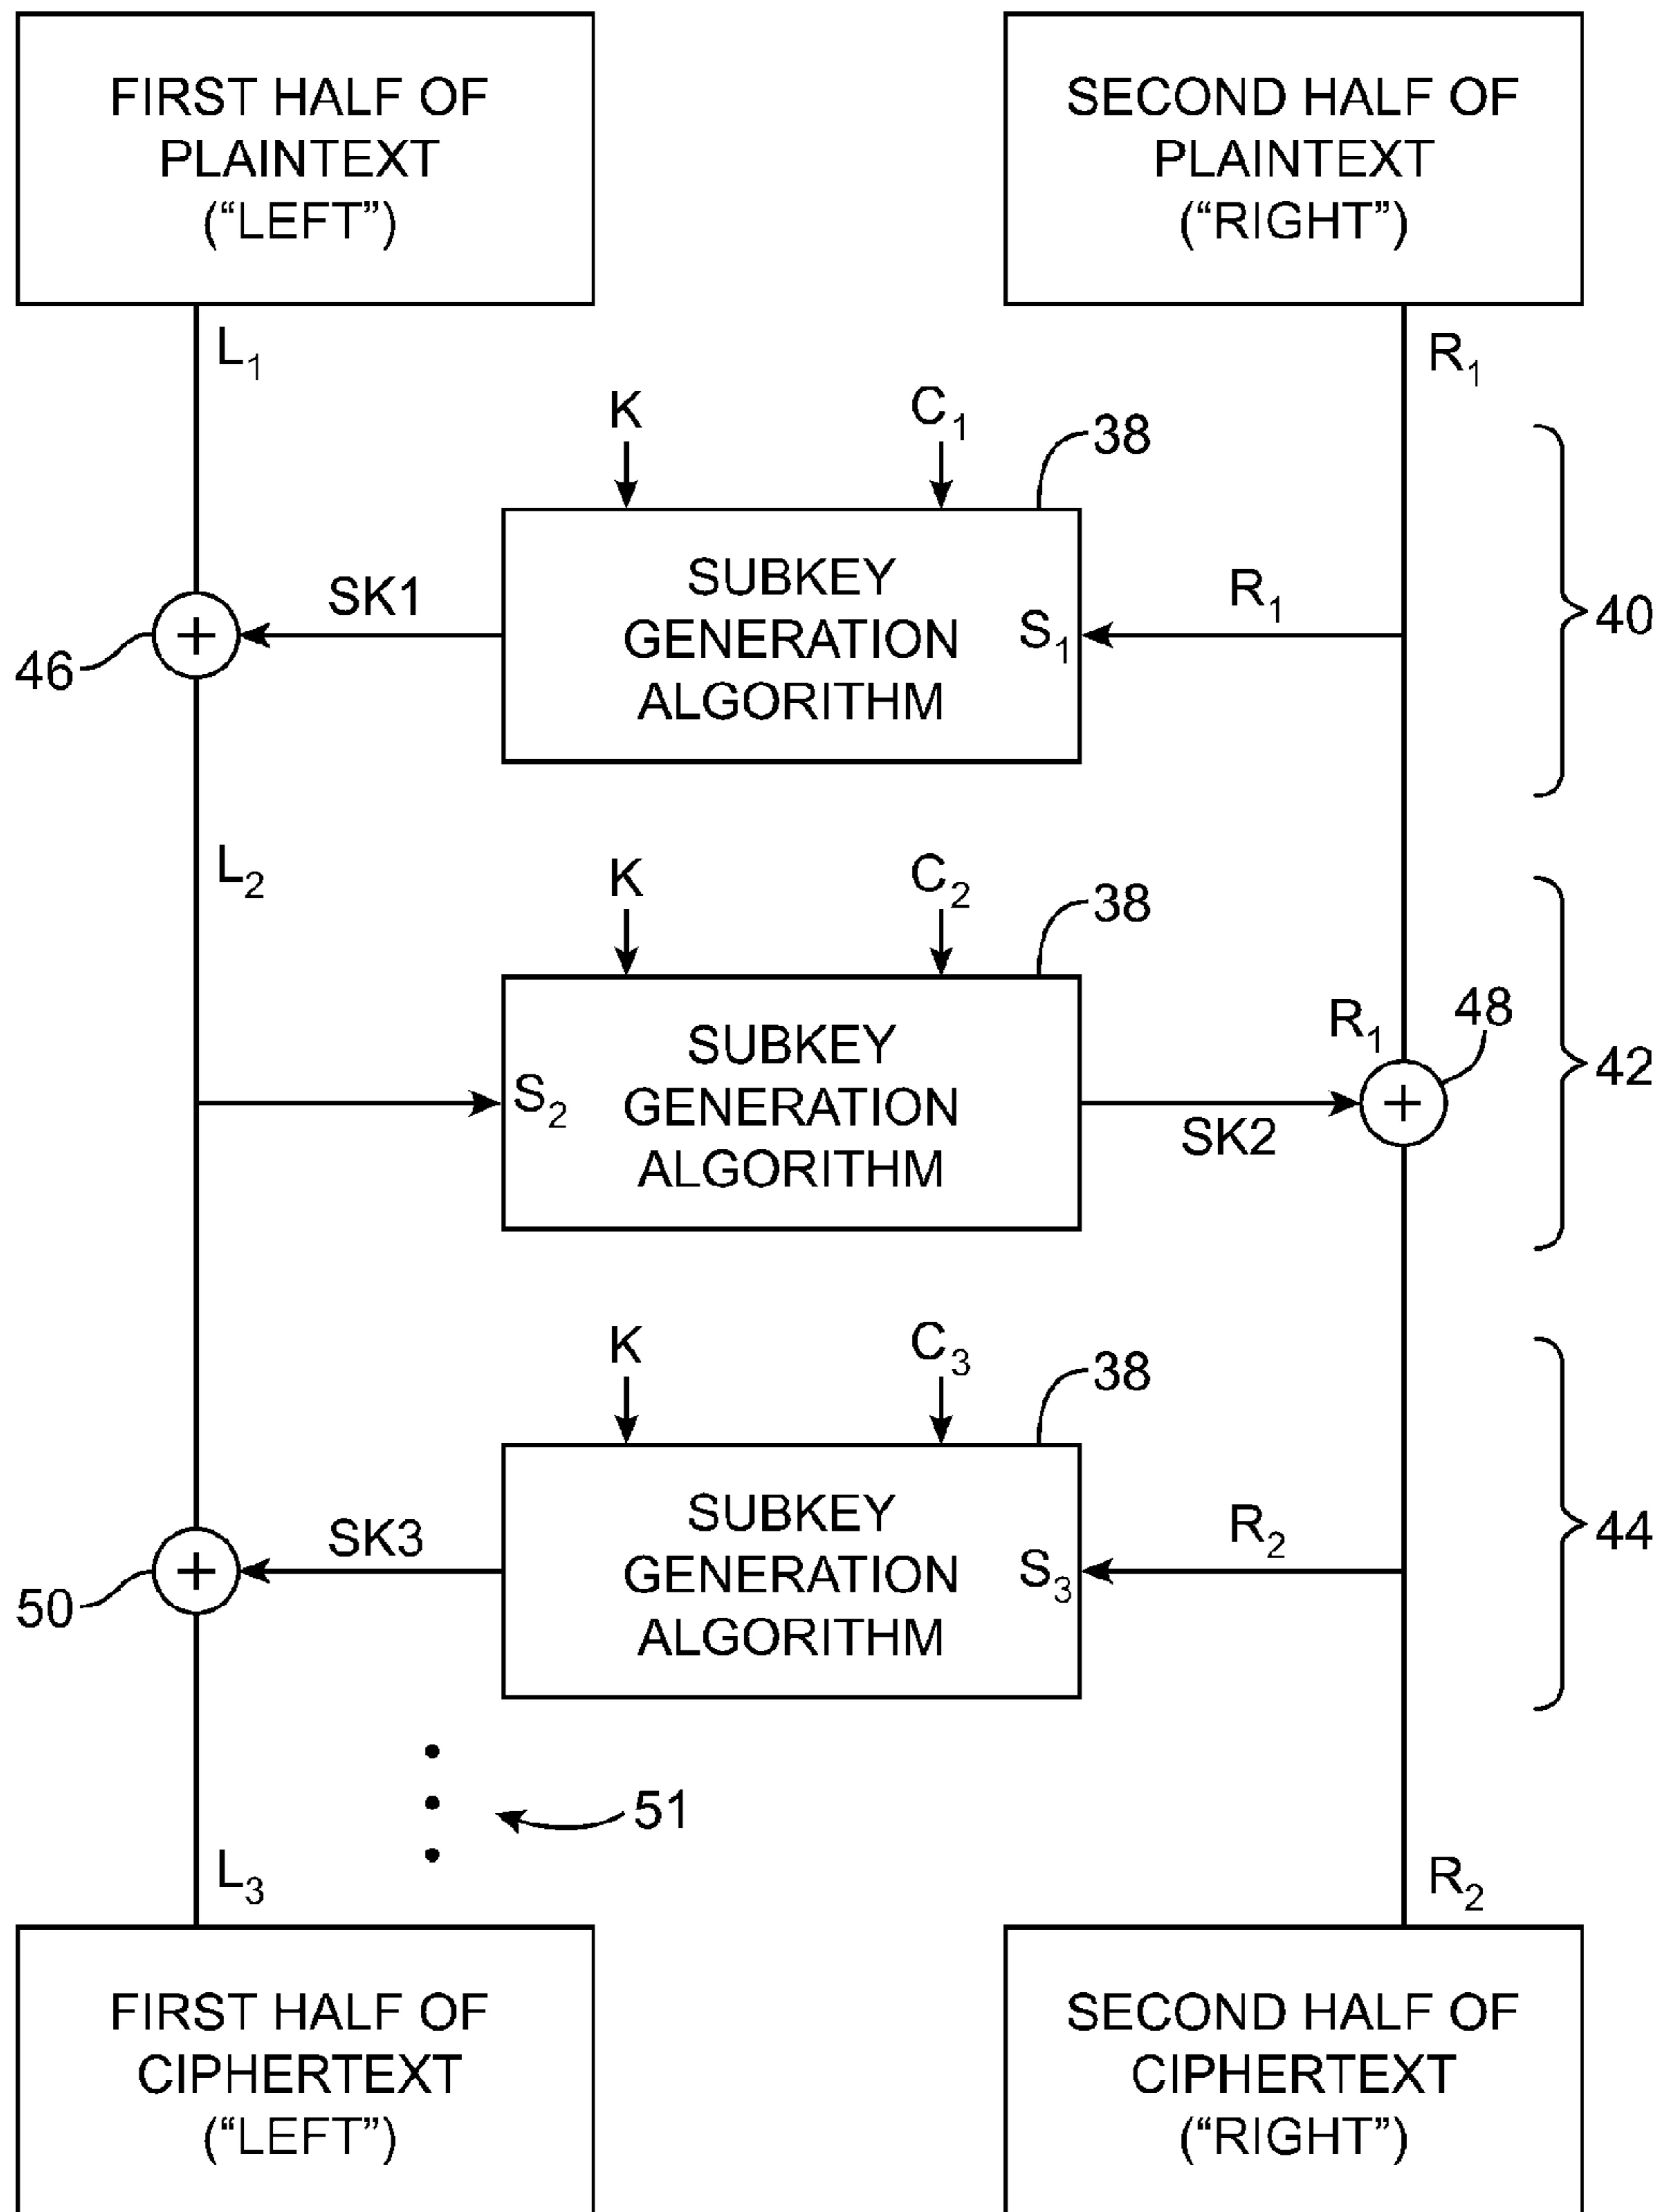 FIRST HALF OF
PLAINTEXT
(“LEFT”)
SECOND HALF OF
PLAINTEXT
(“RIGHT”)
L₁
R₁
K
C₁
38
SUBKEY
GENERATION
ALGORITHM
SK1
S₁
R₁
46
40
L₂
K
C₂
38
SUBKEY
GENERATION
ALGORITHM
S₂
SK2
R₁
48
42
K
C₃
38
SUBKEY
GENERATION
ALGORITHM
SK3
S₃
R₂
50
44
51
L₃
R₂
FIRST HALF OF
CIPHERTEXT
(“LEFT”)
SECOND HALF OF
CIPHERTEXT
(“RIGHT”)